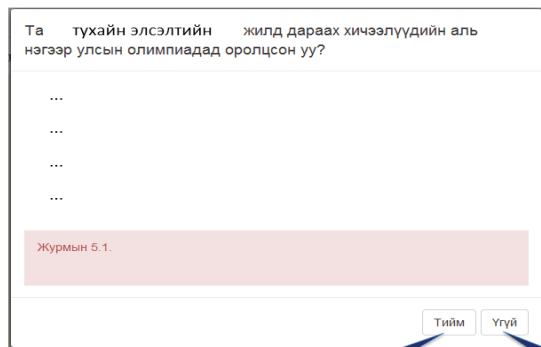 Та тухайн элсэлтийн жилд дараах хичээлүүдийн аль
нэгээр улсын олимпиадад оролцсон уу?
...
...
...
...
Журмын 5.1.
Тийм Үгүй